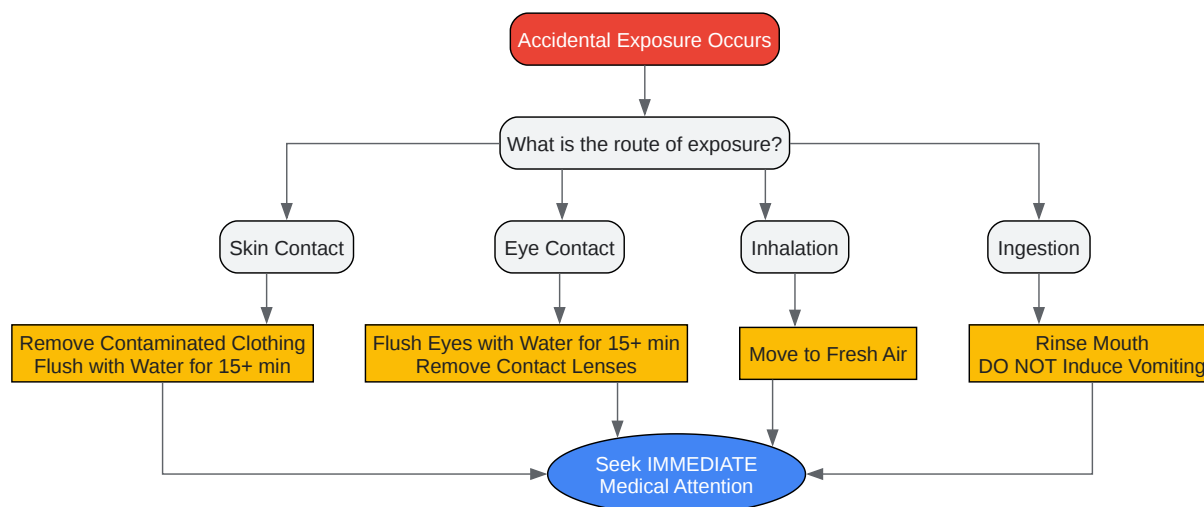 Accidental Exposure Occurs
What is the route of exposure?
Skin Contact
Eye Contact
Inhalation
Ingestion
Remove Contaminated Clothing
Flush with Water for 15+ min
Flush Eyes with Water for 15+ min
Remove Contact Lenses
Move to Fresh Air
Rinse Mouth
DO NOT Induce Vomiting
Seek IMMEDIATE
Medical Attention